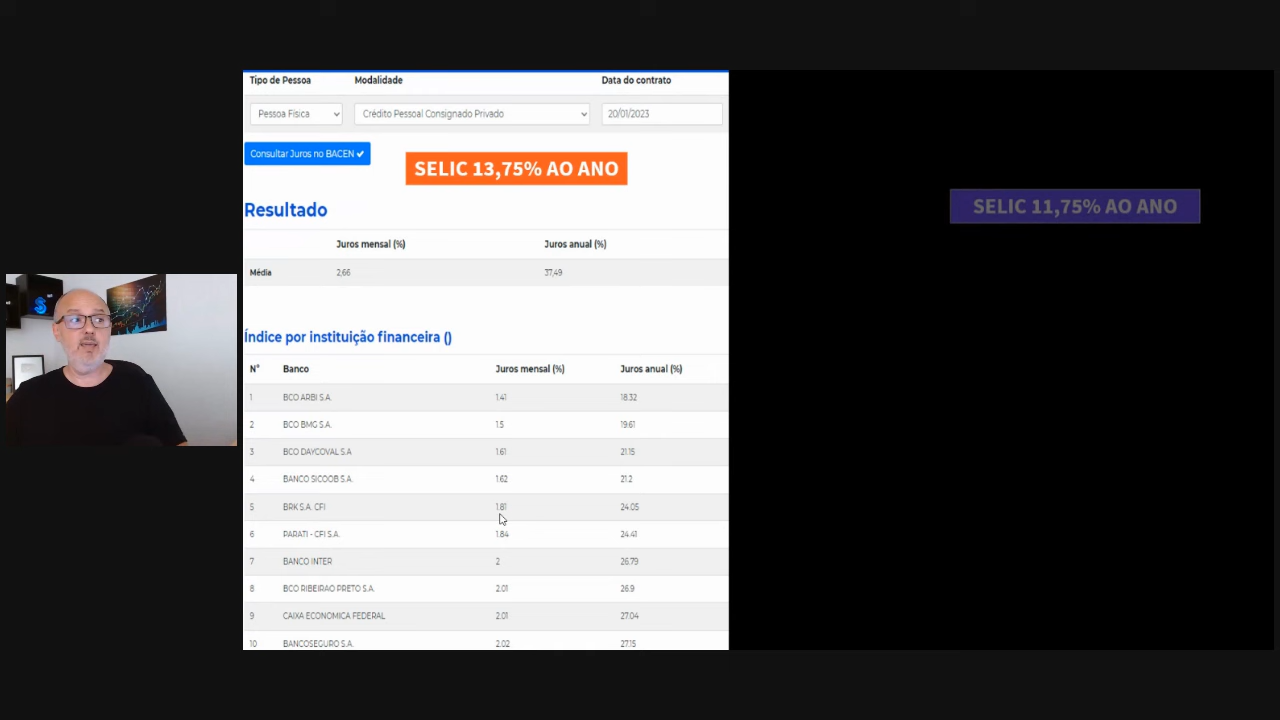 Tipo de Pessoa Modalidade Data do contrato
Pessoa Física Crédito Pessoal Consignado Privado 20/01/2023
Consultar Juros no BACEN ✔
SELIC 13,75% AO ANO
SELIC 11,75% AO ANO
Resultado
Juros mensal (%) Juros anual (%)
Média 2,66 37,49
Índice por instituição financeira ()
N° Banco Juros mensal (%) Juros anual (%)
1 BCO ARBI S.A. 1.41 18.32
2 BCO BMG S.A. 1.5 19.61
3 BCO DAYCOVAL S.A 1.61 21.15
4 BANCO SICOOB S.A. 1.62 21.2
5 BRK S.A. CFI 1.81 24.05
6 PARATI - CFI S.A. 1.84 24.41
7 BANCO INTER 2 26.79
8 BCO RIBEIRAO PRETO S.A. 2.01 26.9
9 CAIXA ECONOMICA FEDERAL 2.01 27.04
10 BANCOSEGURO S.A. 2.02 27.15